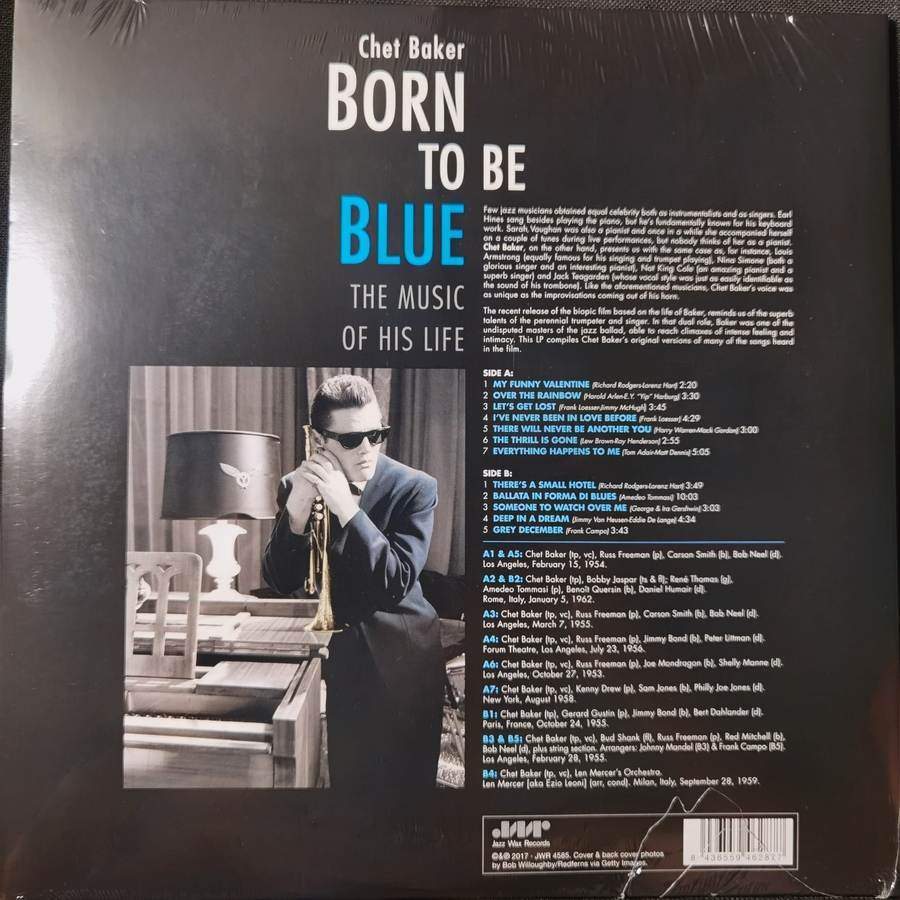 Chet Baker
BORN
TO BE
BLUE
THE MUSIC
OF HIS LIFE
Few jazz musicians obtained equal celebrity both as instrumentalists and as singers. Earl
Hines sang besides playing the piano, but he's fundamentally known for his keyboard
work. Sarah Vaughan was also a pianist and once in a while she accompanied herself
on a couple of tunes during live performances, but nobody thinks of her as a pianist.
Chet Baker, on the other hand, presents us with the same case as, for instance, Louis
Armstrong (equally famous for his singing and trumpet playing), Nina Simone (both a
glorious singer and an interesting pianist), Nat King Cole (an amazing pianist and a
superb singer) and Jack Teagarden (whose vocal style was just as easily identifiable as
the sound of his trombone). Like the aforementioned musicians, Chet Baker's voice was
as unique as the improvisations coming out of his horn.
The recent release of the biopic film based on the life of Baker, reminds us of the superb
talents of the perennial trumpeter and singer. In that dual role, Baker was one of the
undisputed masters of the jazz ballad, able to reach climaxes of intense feeling and
intimacy. This LP compiles Chet Baker's original versions of many of the songs heard
in the film.
SIDE A:
1 MY FUNNY VALENTINE (Richard Rodgers-Lorenz Hart) 2:20
2 OVER THE RAINBOW (Harold Arlen-E.Y. "Yip" Harburg) 3:30
3 LET'S GET LOST (Frank Loesser-Jimmy McHugh) 3:45
4 I'VE NEVER BEEN IN LOVE BEFORE (Frank Loesser) 4:29
5 THERE WILL NEVER BE ANOTHER YOU (Harry Warren-Mack Gordon) 3:00
6 THE THRILL IS GONE (Lew Brown-Ray Henderson) 2:55
7 EVERYTHING HAPPENS TO ME (Tom Adair-Matt Dennis) 5:05
SIDE B:
1 THERE'S A SMALL HOTEL (Richard Rodgers-Lorenz Hart) 3:49
2 BALLATA IN FORMA DI BLUES (Amedeo Tommasi) 10:03
3 SOMEONE TO WATCH OVER ME (George & Ira Gershwin) 3:03
4 DEEP IN A DREAM (Jimmy Van Heusen-Eddie De Lange) 4:34
5 GREY DECEMBER (Frank Campo) 3:43
A1 & A5: Chet Baker (tp, vc), Russ Freeman (p), Carson Smith (b), Bob Neel (d).
Los Angeles, February 15, 1954.
A2 & B2: Chet Baker (tp), Bobby Jaspar (ts & fl); René Thomas (g),
Amedeo Tommasi (p), Benoît Quersin (b), Daniel Humair (d).
Rome, Italy, January 5, 1962.
A3: Chet Baker (tp, vc), Russ Freeman (p), Carson Smith (b), Bob Neel (d).
Los Angeles, March 7, 1955.
A4: Chet Baker (tp, vc), Russ Freeman (p), Jimmy Bond (b), Peter Littman (d).
Forum Theatre, Los Angeles, July 23, 1956.
A6: Chet Baker (tp, vc), Russ Freeman (p), Joe Mondragon (b), Shelly Manne (d).
Los Angeles, October 27, 1953.
A7: Chet Baker (tp, vc), Kenny Drew (p), Sam Jones (b), Philly Joe Jones (d).
New York, August 1958.
B1: Chet Baker (tp), Gerard Gustin (p), Jimmy Bond (b), Bert Dahlander (d).
Paris, France, October 24, 1955.
B3 & B5: Chet Baker (tp, vc), Bud Shank (fl), Russ Freeman (p), Red Mitchell (b),
Bob Neel (d), plus string section. Arrangers: Johnny Mandel (B3) & Frank Campo (B5).
Los Angeles, February 28, 1955.
B4: Chet Baker (tp, vc), Len Mercer's Orchestra.
Len Mercer [aka Ezio Leoni] (arr, cond). Milan, Italy, September 28, 1959.
JWR
Jazz Wax Records
©&℗ 2017 - JWR 4585. Cover & back cover photos
by Bob Willoughby/Redferns via Getty Images.
8 436559 462877